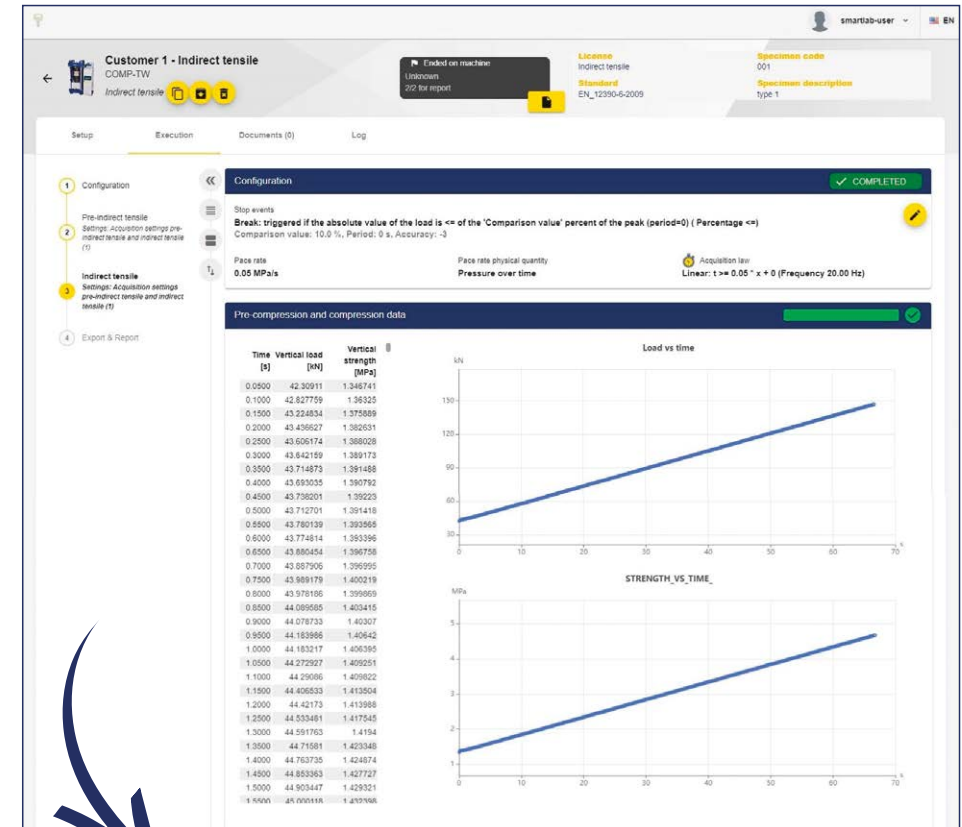 smartlab-user EN
Customer 1 - Indirect tensile
COMP-TW
Indirect tensile
Ended on machine
Unknown
2/2 for report
License
Indirect tensile
Standard
EN_12390-6-2009
Specimen code
001
Specimen description
type 1
Setup Execution Documents (0) Log
1 Configuration
2 Pre-indirect tensile
Settings: Acquisition settings pre-
indirect tensile and indirect tensile
(1)
3 Indirect tensile
Settings: Acquisition settings
pre-indirect tensile and indirect
tensile (1)
4 Export & Report
Configuration COMPLETED
Stop events
Break: triggered if the absolute value of the load is <= of the 'Comparison value' percent of the peak (period=0) ( Percentage <=)
Comparison value: 10.0 %, Period: 0 s, Accuracy: -3
Pace rate Pace rate physical quantity Acquisition law
0.05 MPa/s Pressure over time Linear: t >= 0.05 * x + 0 (Frequency 20.00 Hz)
Pre-compression and compression data
Time Vertical load Vertical
[s] [kN] strength
[MPa]
0.0500 42.30911 1.346741
0.1000 42.827759 1.36325
0.1500 43.224834 1.375889
0.2000 43.436627 1.382631
0.2500 43.606174 1.388028
0.3000 43.642159 1.389173
0.3500 43.714873 1.391488
0.4000 43.693035 1.390792
0.4500 43.738201 1.39223
0.5000 43.712701 1.391418
0.5500 43.780139 1.393565
0.6000 43.774814 1.393396
0.6500 43.880454 1.396758
0.7000 43.887906 1.396995
0.7500 43.989179 1.400219
0.8000 43.978186 1.399869
0.8500 44.089585 1.403415
0.9000 44.078733 1.40307
0.9500 44.183986 1.40642
1.0000 44.183217 1.406395
1.0500 44.272927 1.409251
1.1000 44.29086 1.409822
1.1500 44.406533 1.413504
1.2000 44.42173 1.413988
1.2500 44.533461 1.417545
1.3000 44.591763 1.4194
1.3500 44.71581 1.423348
1.4000 44.763735 1.424874
1.4500 44.853363 1.427727
1.5000 44.903447 1.429321
1.5500 45.000118 1.432398
Load vs time
kN
150
120
90
60
30
0 10 20 30 40 50 60 70 s
STRENGTH_VS_TIME_
MPa
5
4
3
2
1
0 10 20 30 40 50 60 70 s